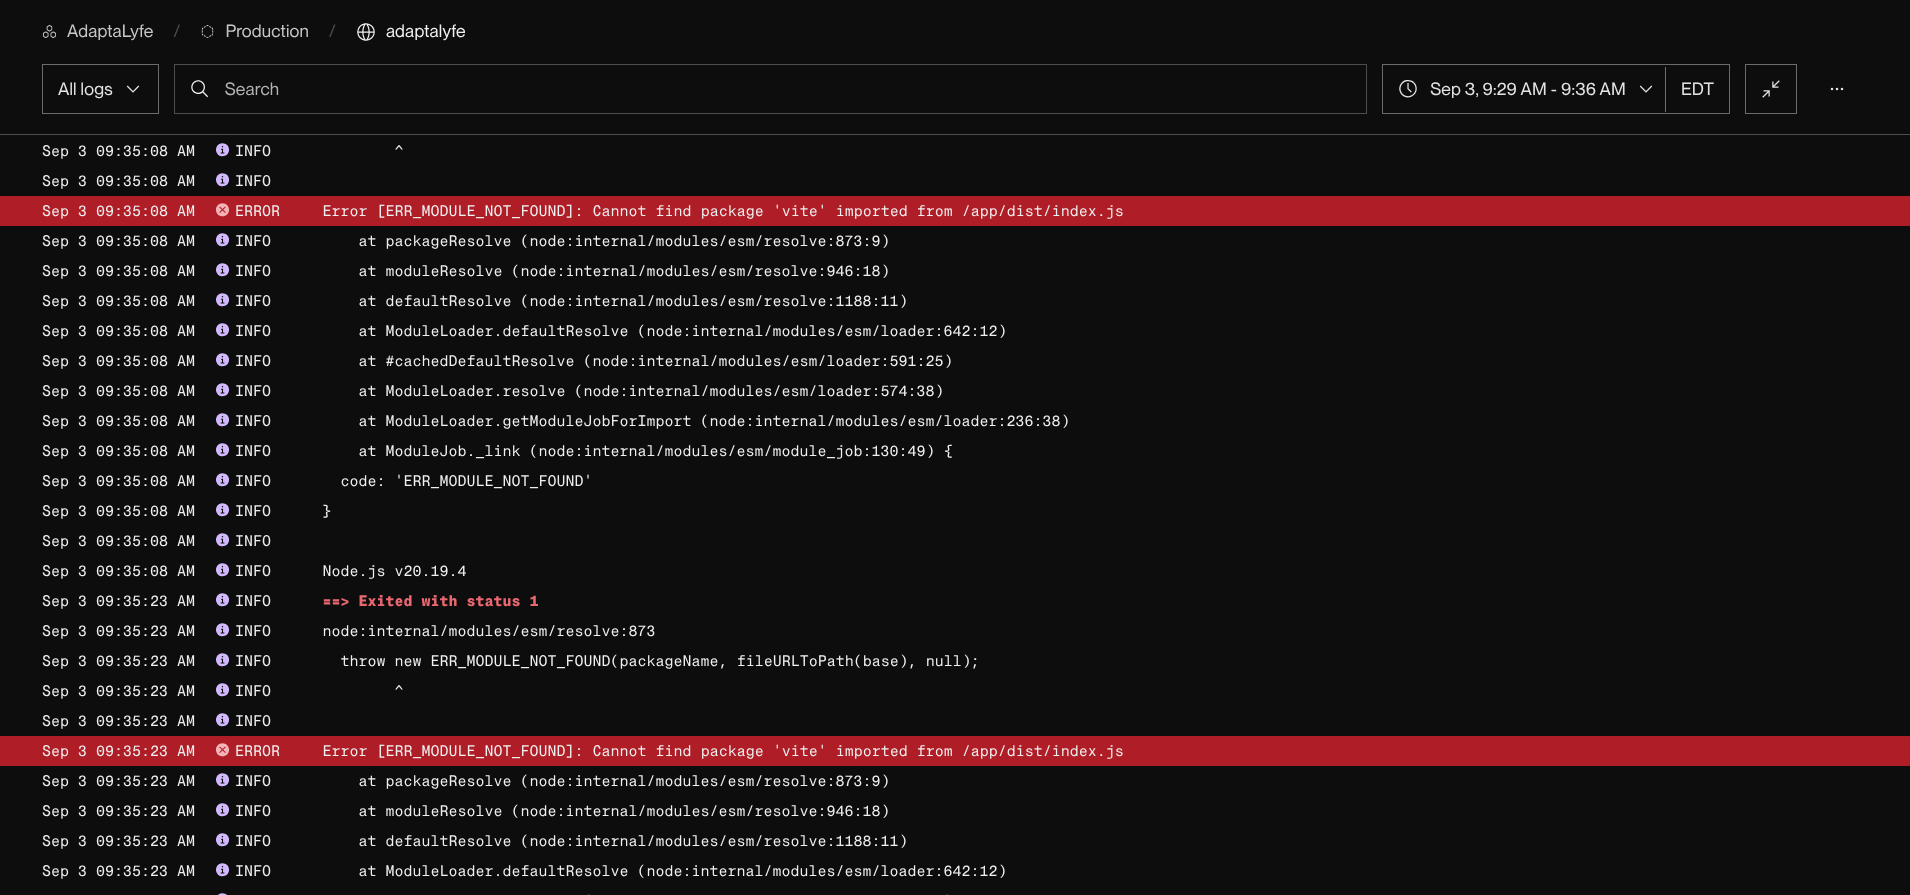 AdaptaLyfe / Production / adaptalyfe
All logs Search Sep 3, 9:29 AM - 9:36 AM EDT ...
Sep 3 09:35:08 AM INFO ^
Sep 3 09:35:08 AM INFO
Sep 3 09:35:08 AM ERROR Error [ERR_MODULE_NOT_FOUND]: Cannot find package 'vite' imported from /app/dist/index.js
Sep 3 09:35:08 AM INFO at packageResolve (node:internal/modules/esm/resolve:873:9)
Sep 3 09:35:08 AM INFO at moduleResolve (node:internal/modules/esm/resolve:946:18)
Sep 3 09:35:08 AM INFO at defaultResolve (node:internal/modules/esm/resolve:1188:11)
Sep 3 09:35:08 AM INFO at ModuleLoader.defaultResolve (node:internal/modules/esm/loader:642:12)
Sep 3 09:35:08 AM INFO at #cachedDefaultResolve (node:internal/modules/esm/loader:591:25)
Sep 3 09:35:08 AM INFO at ModuleLoader.resolve (node:internal/modules/esm/loader:574:38)
Sep 3 09:35:08 AM INFO at ModuleLoader.getModuleJobForImport (node:internal/modules/esm/loader:236:38)
Sep 3 09:35:08 AM INFO at ModuleJob._link (node:internal/modules/esm/module_job:130:49) {
Sep 3 09:35:08 AM INFO code: 'ERR_MODULE_NOT_FOUND'
Sep 3 09:35:08 AM INFO }
Sep 3 09:35:08 AM INFO
Sep 3 09:35:08 AM INFO Node.js v20.19.4
Sep 3 09:35:23 AM INFO ==> Exited with status 1
Sep 3 09:35:23 AM INFO node:internal/modules/esm/resolve:873
Sep 3 09:35:23 AM INFO throw new ERR_MODULE_NOT_FOUND(packageName, fileURLToPath(base), null);
Sep 3 09:35:23 AM INFO ^
Sep 3 09:35:23 AM INFO
Sep 3 09:35:23 AM ERROR Error [ERR_MODULE_NOT_FOUND]: Cannot find package 'vite' imported from /app/dist/index.js
Sep 3 09:35:23 AM INFO at packageResolve (node:internal/modules/esm/resolve:873:9)
Sep 3 09:35:23 AM INFO at moduleResolve (node:internal/modules/esm/resolve:946:18)
Sep 3 09:35:23 AM INFO at defaultResolve (node:internal/modules/esm/resolve:1188:11)
Sep 3 09:35:23 AM INFO at ModuleLoader.defaultResolve (node:internal/modules/esm/loader:642:12)